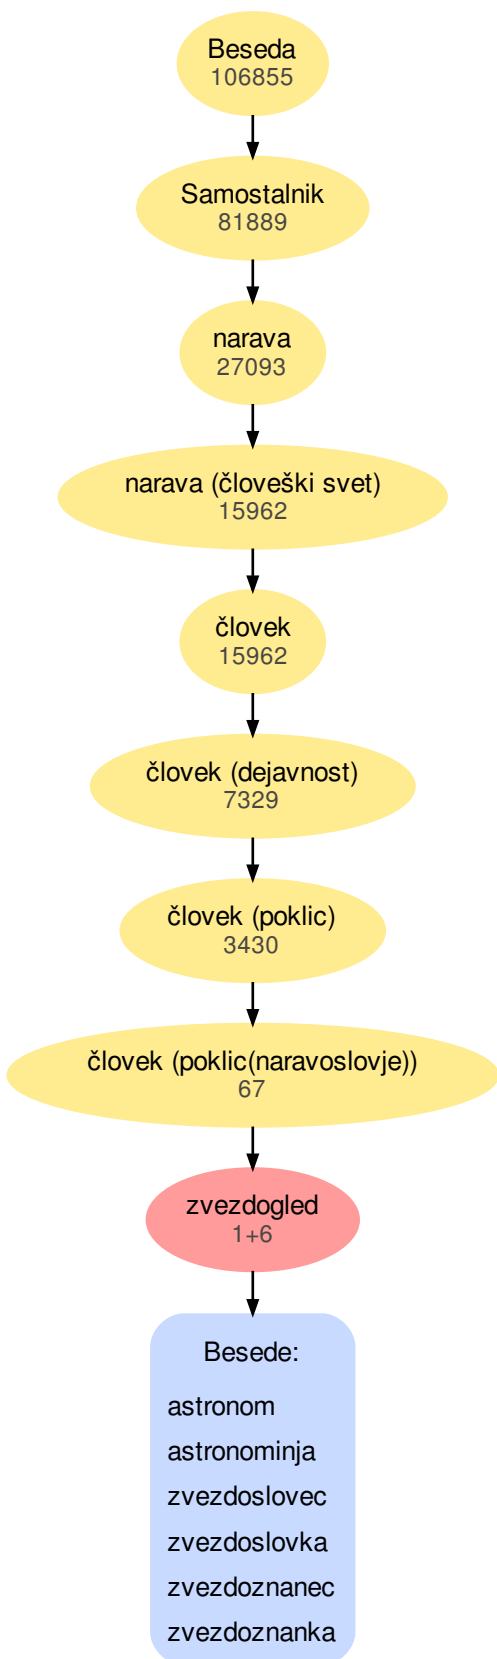 Beseda
106855
Samostalnik
81889
narava
27093
narava (človeški svet)
15962
človek
15962
človek (dejavnost)
7329
človek (poklic)
3430
človek (poklic(naravoslovje))
67
zvezdogled
1+6
Besede:
astronom
astronominja
zvezdoslovec
zvezdoslovka
zvezdoznanec
zvezdoznanka